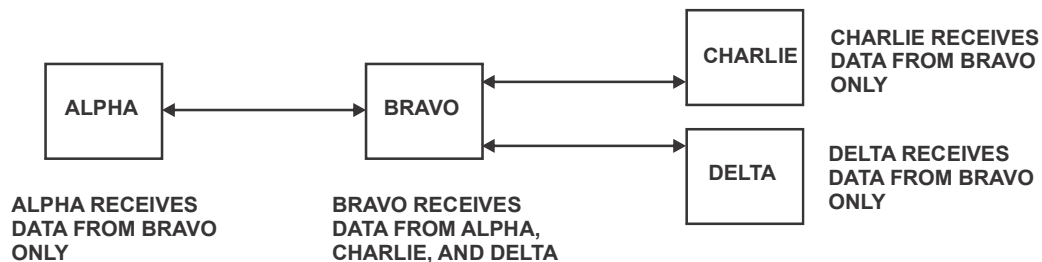 CHARLIE
CHARLIE RECEIVES
DATA FROM BRAVO
ONLY
ALPHA
BRAVO
DELTA
DELTA RECEIVES
DATA FROM BRAVO
ONLY
ALPHA RECEIVES
DATA FROM BRAVO
ONLY
BRAVO RECEIVES
DATA FROM ALPHA,
CHARLIE, AND DELTA